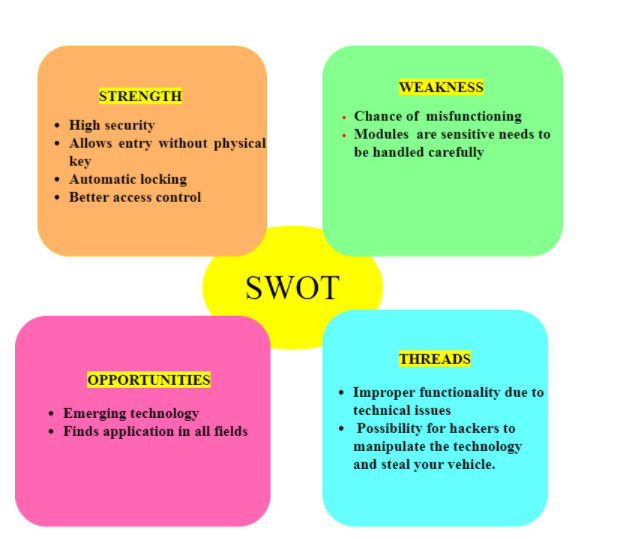 STRENGTH
• High security
• Allows entry without physical
key
• Automatic locking
• Better access control
WEAKNESS
• Chance of misfunctioning
• Modules are sensitive needs to
be handled carefully
SWOT
OPPORTUNITIES
• Emerging technology
• Finds application in all fields
THREADS
• Improper functionality due to
technical issues
• Possibility for hackers to
manipulate the technology
and steal your vehicle.